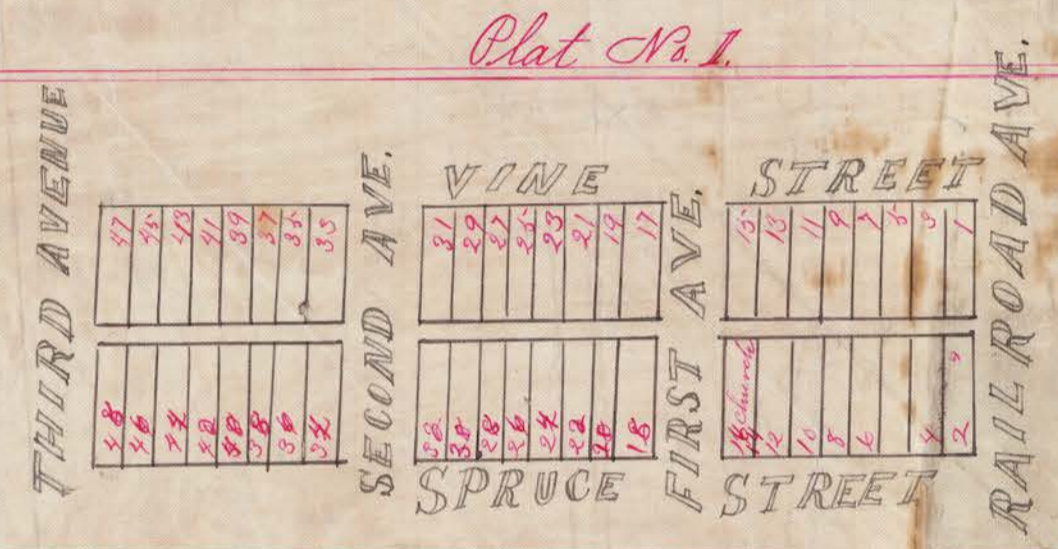 Plat No. I.
THIRD AVENUE
SECOND AVE.
VINE STREET
FIRST AVE.
RAIL ROAD AVE.
47 45 43 41 39 37 35 33
31 29 27 25 23 21 19 17
15 13 11 9 7 5 3 1
48 46 44 42 40 38 36 34
32 30 28 26 24 22 20 18
Church
12 10 8 6 4 2
SPRUCE STREET